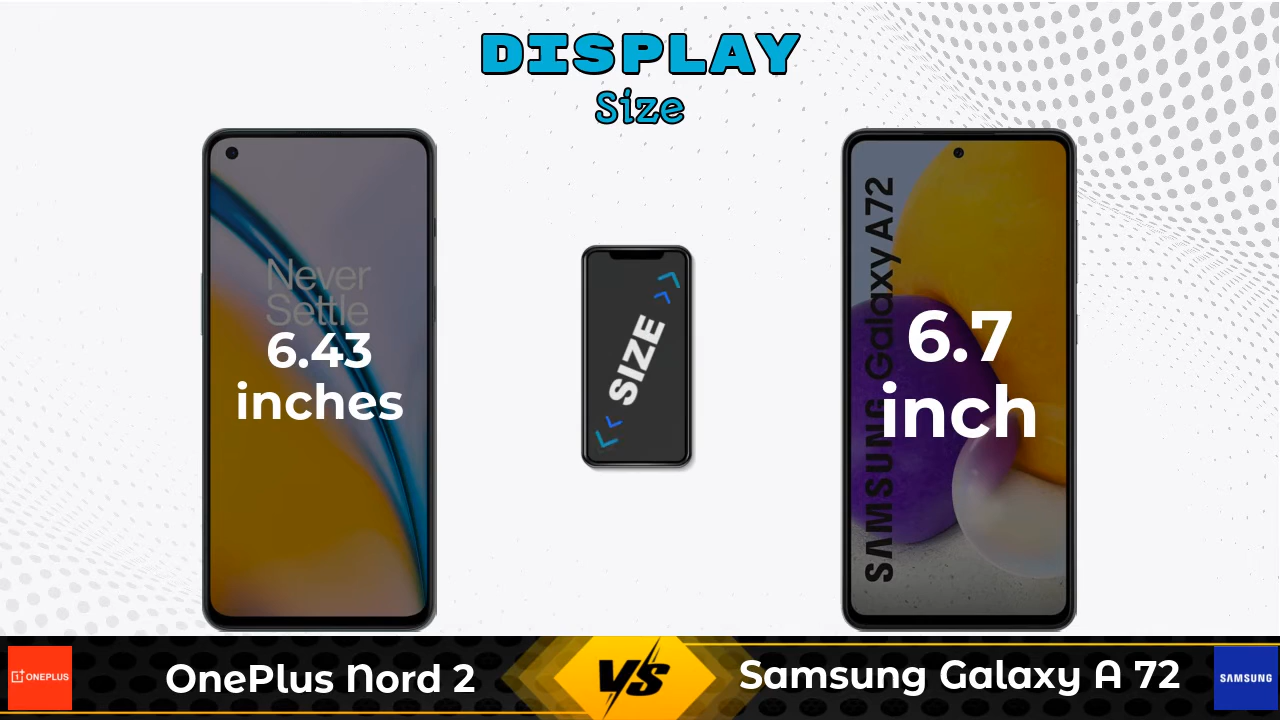 DISPLAY
Size
Never
Settle
6.43
inches
SIZE
SAMSUNG Galaxy A72
6.7
inch
ONEPLUS
OnePlus Nord 2
VS
Samsung Galaxy A 72
SAMSUNG